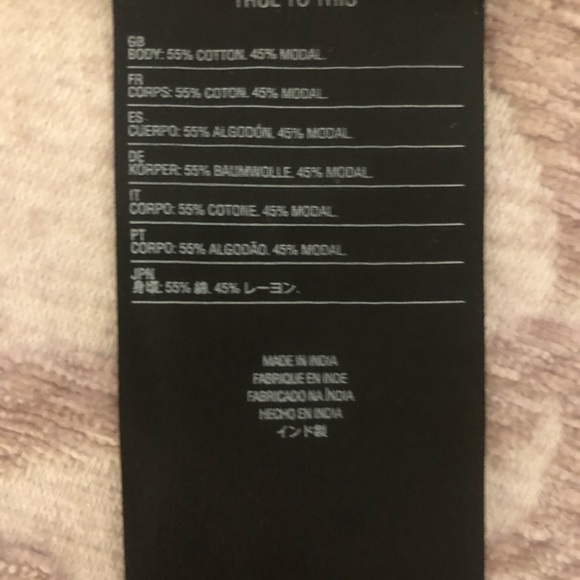 TRUE TO THIS
GB
BODY: 55% COTTON. 45% MODAL.
FR
CORPS: 55% COTON. 45% MODAL.
ES
CUERPO: 55% ALGODÓN. 45% MODAL.
DE
KÖRPER: 55% BAUMWOLLE. 45% MODAL.
IT
CORPO: 55% COTONE. 45% MODAL.
PT
CORPO: 55% ALGODÃO. 45% MODAL.
JPN
身頃: 55% 綿. 45% レーヨン.
MADE IN INDIA
FABRIQUE EN INDE
FABRICADO NA ÍNDIA
HECHO EN INDIA
インド製